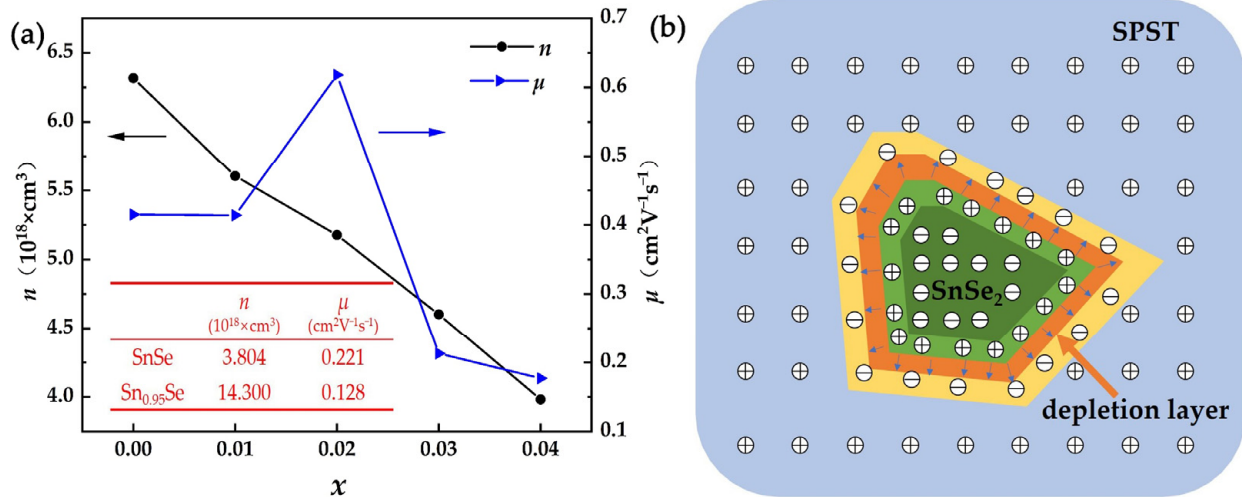 (a)
n
μ
n（10¹⁸×cm³）
6.5
6.0
5.5
5.0
4.5
4.0
0.7
0.6
0.5
0.4
0.3
0.2
0.1
μ（cm²V⁻¹s⁻¹）
n μ
(10¹⁸×cm³) (cm²V⁻¹s⁻¹)
SnSe 3.804 0.221
Sn₀.₉₅Se 14.300 0.128
0.00 0.01 0.02 0.03 0.04
x
(b)
SPST
SnSe₂
depletion layer